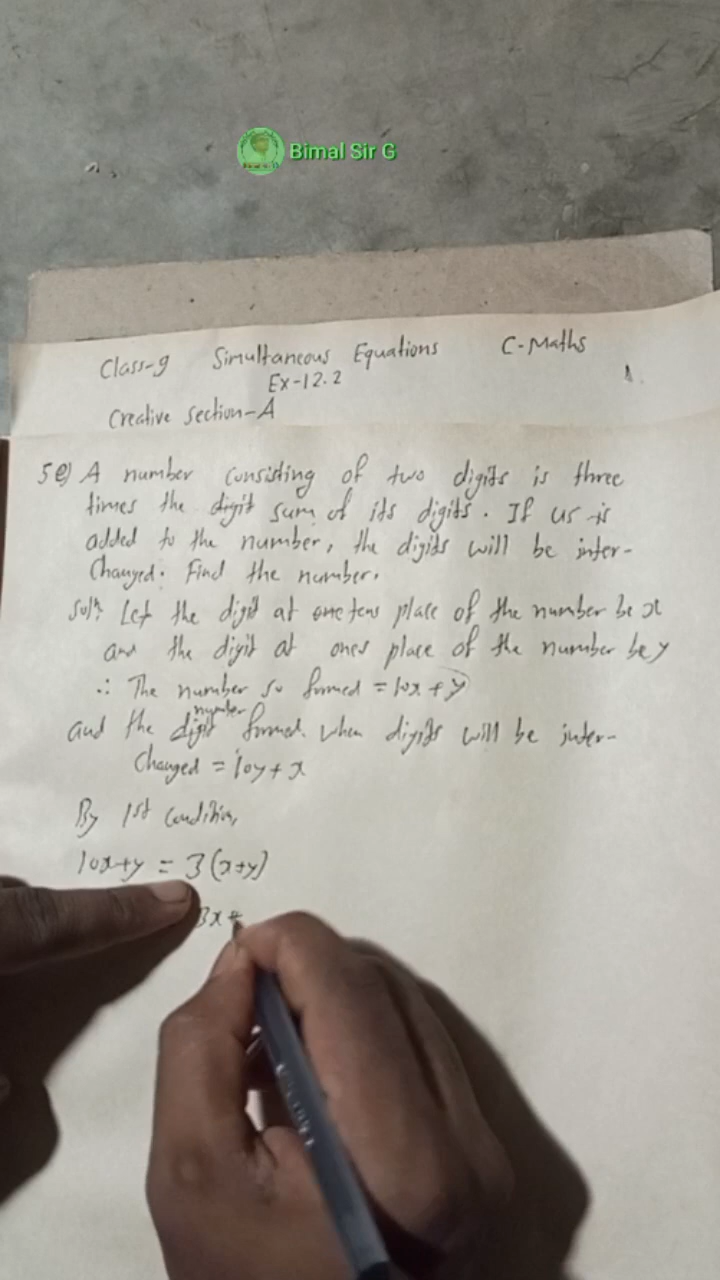 Bimal Sir G
Class-9 Simultaneous Equations C-Maths
Ex-12.2
1.
Creative section-A
5e) A number consisting of two digits is three
times the digit sum of its digits. If 45 is
added to the number, the digits will be inter-
changed. Find the number.
Solⁿ: Let the digit at tens place of the number be x
and the digit at ones place of the number be y
∴ The number so formed = 10x + y
and the number formed when digits will be inter-
changed = 10y + x
By 1st condition,
10x+y = 3(x+y)
3x +